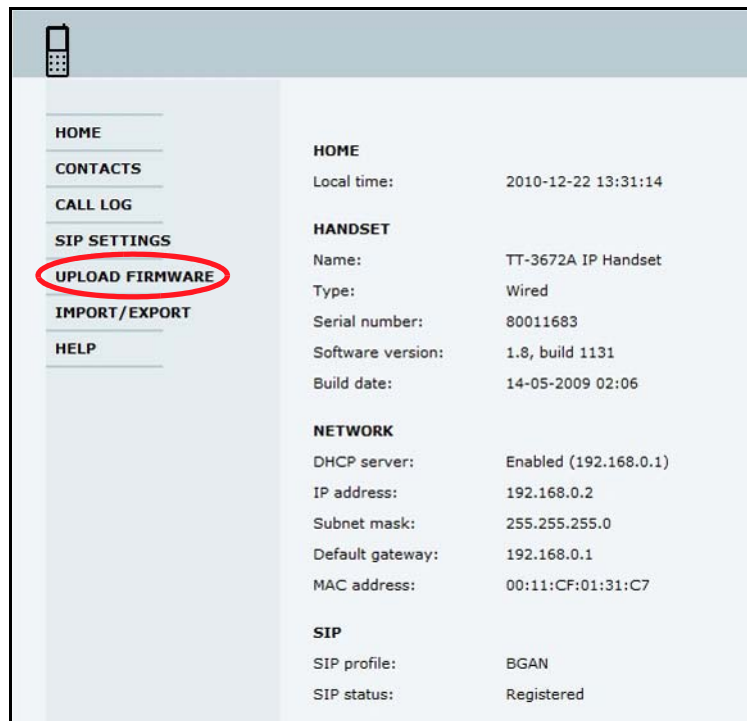 HOME
CONTACTS
CALL LOG
SIP SETTINGS
UPLOAD FIRMWARE
IMPORT/EXPORT
HELP
HOME
Local time: 2010-12-22 13:31:14
HANDSET
Name: TT-3672A IP Handset
Type: Wired
Serial number: 80011683
Software version: 1.8, build 1131
Build date: 14-05-2009 02:06
NETWORK
DHCP server: Enabled (192.168.0.1)
IP address: 192.168.0.2
Subnet mask: 255.255.255.0
Default gateway: 192.168.0.1
MAC address: 00:11:CF:01:31:C7
SIP
SIP profile: BGAN
SIP status: Registered